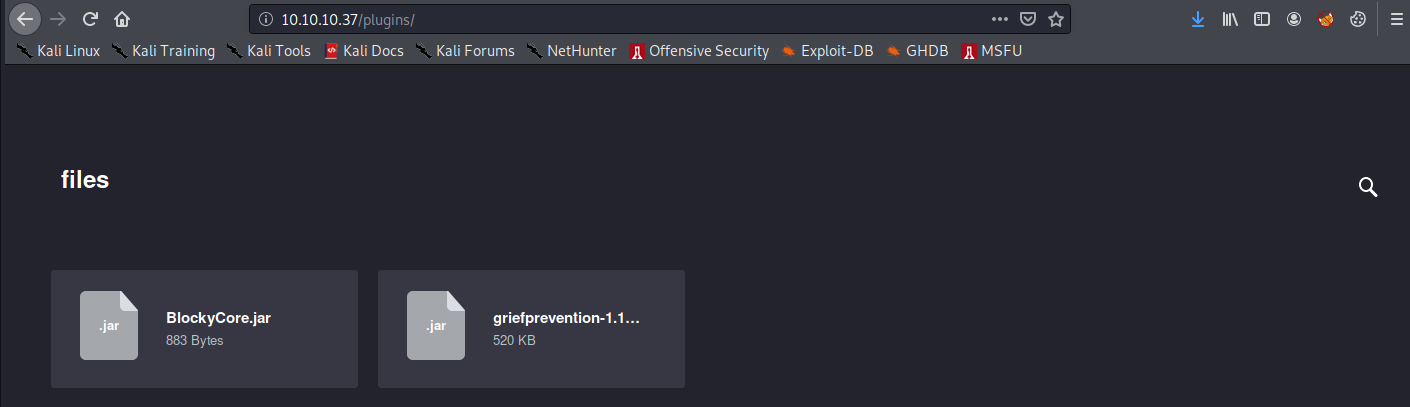 10.10.10.37/plugins/
Kali Linux Kali Training Kali Tools Kali Docs Kali Forums NetHunter Offensive Security Exploit-DB GHDB MSFU
files
.jar
BlockyCore.jar
883 Bytes
.jar
griefprevention-1.1…
520 KB